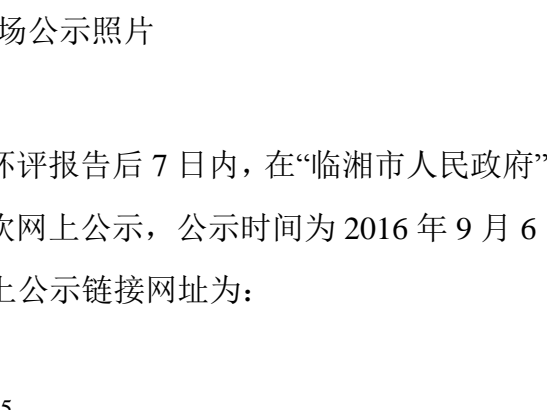 场公示照片
环评报告后 7 日内，在“临湘市人民政府”
次网上公示，公示时间为 2016 年 9 月 6
上公示链接网址为：
5